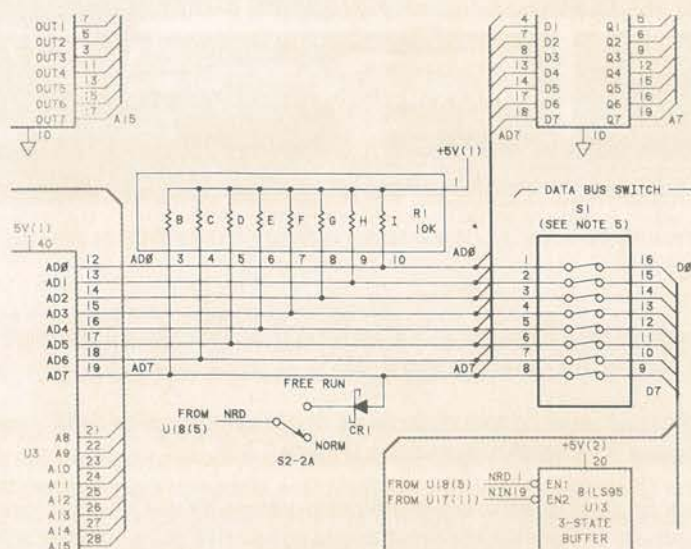 OUT1 7
OUT2 5
OUT3 3
OUT4 11
OUT5 13
OUT6 15
OUT7 17
A15
10
4 D1 Q1 5
7 D2 Q2 6
8 D3 Q3 9
13 D4 Q4 12
14 D5 Q5 15
17 D6 Q6 16
18 D7 Q7 19
AD7 A7
10
+5V(1)
1
B C D E F G H I
R1
10K
DATA BUS SWITCH
S1
(SEE NOTE 5)
5V(1)
40
AD0 12 AD0 3 4 5 6 7 8 9 10 AD0 1 16 D0
AD1 13 2 15
AD2 14 3 14
AD3 15 4 13
AD4 16 5 12
AD5 17 6 11
AD6 18 7 10
AD7 19 AD7 AD7 8 9
D7
FREE RUN
FROM NRD
U18(5)
NORM
CR1
S2-2A
A8 21
U3 A9 22
A10 23
A11 24
A12 25
A13 26
A14 27
A15 28
+5V(2)
20
FROM U18(5) NRD 1 EN1 81LS95
FROM U17(11) NIN19 EN2 U13
3-STATE
BUFFER